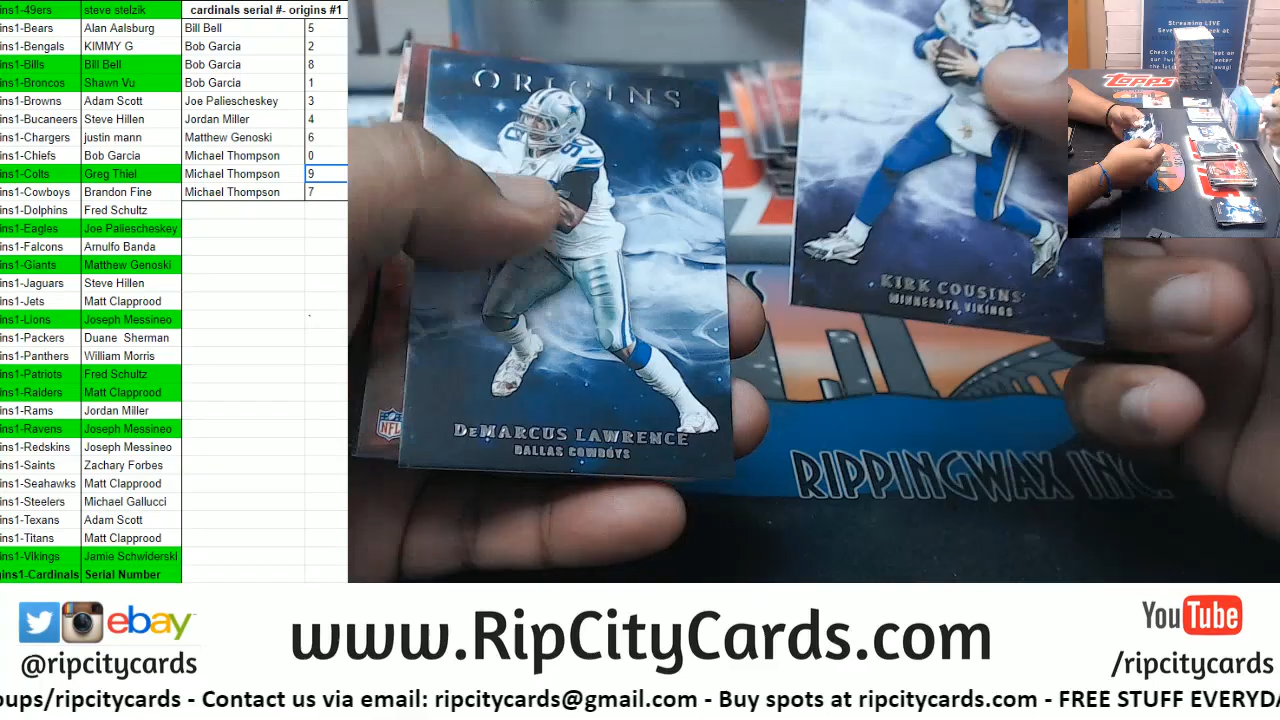 ins1-49ers steve stelzik cardinals serial #- origins #1
ins1-Bears Alan Aalsburg Bill Bell 5
ins1-Bengals KIMMY G Bob Garcia 2
ins1-Bills Bill Bell Bob Garcia 8
ins1-Broncos Shawn Vu Bob Garcia 1
ins1-Browns Adam Scott Joe Paliescheskey 3
ins1-Bucaneers Steve Hillen Jordan Miller 4
ins1-Chargers justin mann Matthew Genoski 6
ins1-Chiefs Bob Garcia Michael Thompson 0
ins1-Colts Greg Thiel Michael Thompson 9
ins1-Cowboys Brandon Fine Michael Thompson 7
ins1-Dolphins Fred Schultz
ins1-Eagles Joe Paliescheskey
ins1-Falcons Arnulfo Banda
ins1-Giants Matthew Genoski
ins1-Jaguars Steve Hillen
ins1-Jets Matt Clapprood
ins1-Lions Joseph Messineo
ins1-Packers Duane Sherman
ins1-Panthers William Morris
ins1-Patriots Fred Schultz
ins1-Raiders Matt Clapprood
ins1-Rams Jordan Miller
ins1-Ravens Joseph Messineo
ins1-Redskins Joseph Messineo
ins1-Saints Zachary Forbes
ins1-Seahawks Matt Clapprood
ins1-Steelers Michael Gallucci
ins1-Texans Adam Scott
ins1-Titans Matt Clapprood
ins1-Vikings Jamie Schwiderski
gins1-Cardinals Serial Number
ORIGINS
DeMARCUS LAWRENCE
DALLAS COWBOYS
NFL
KIRK COUSINS
MINNESOTA VIKINGS
RIPPINGWAX INC.
Streaming LIVE
Topps
ebay
@ripcitycards
www.RipCityCards.com
YouTube
/ripcitycards
oups/ripcitycards - Contact us via email: ripcitycards@gmail.com - Buy spots at ripcitycards.com - FREE STUFF EVERYDA